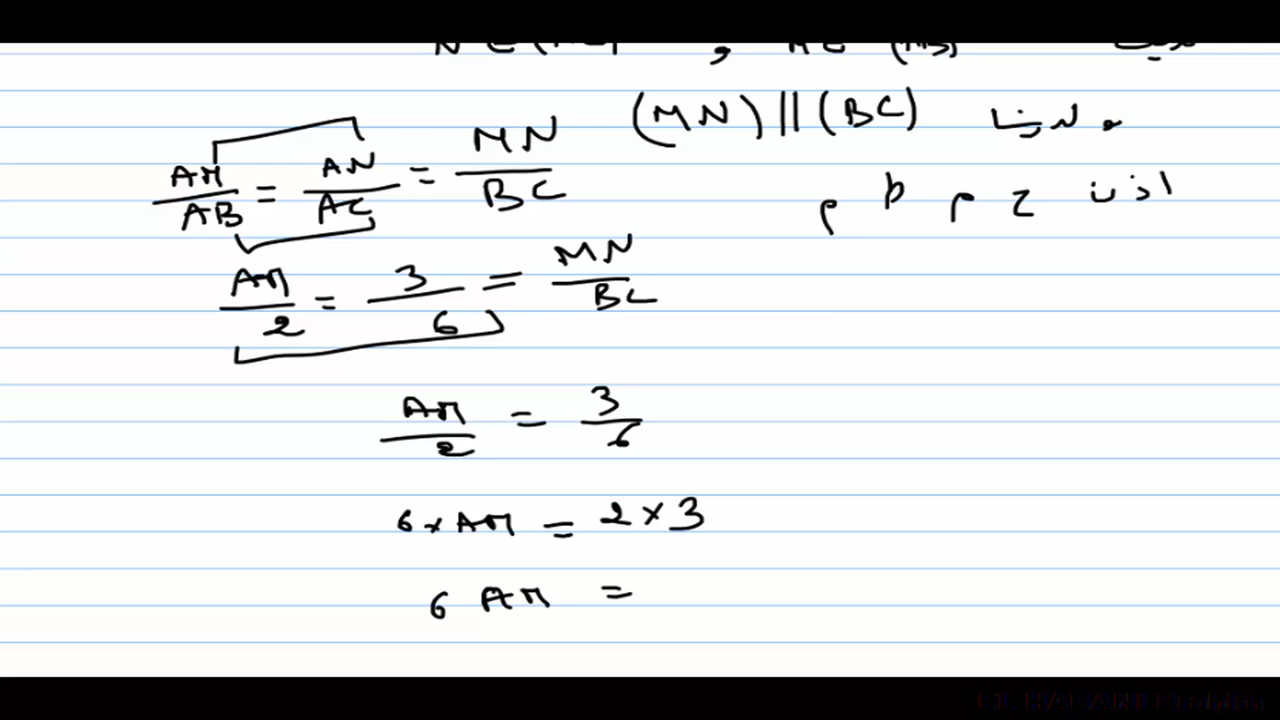 ولدينا (MN) || (BC)
اذن ح م ط م
AM/AB = AN/AC = MN/BC
AM/2 = 3/6 = MN/BC
AM/2 = 3/6
6 × AM = 2 × 3
6 AM =